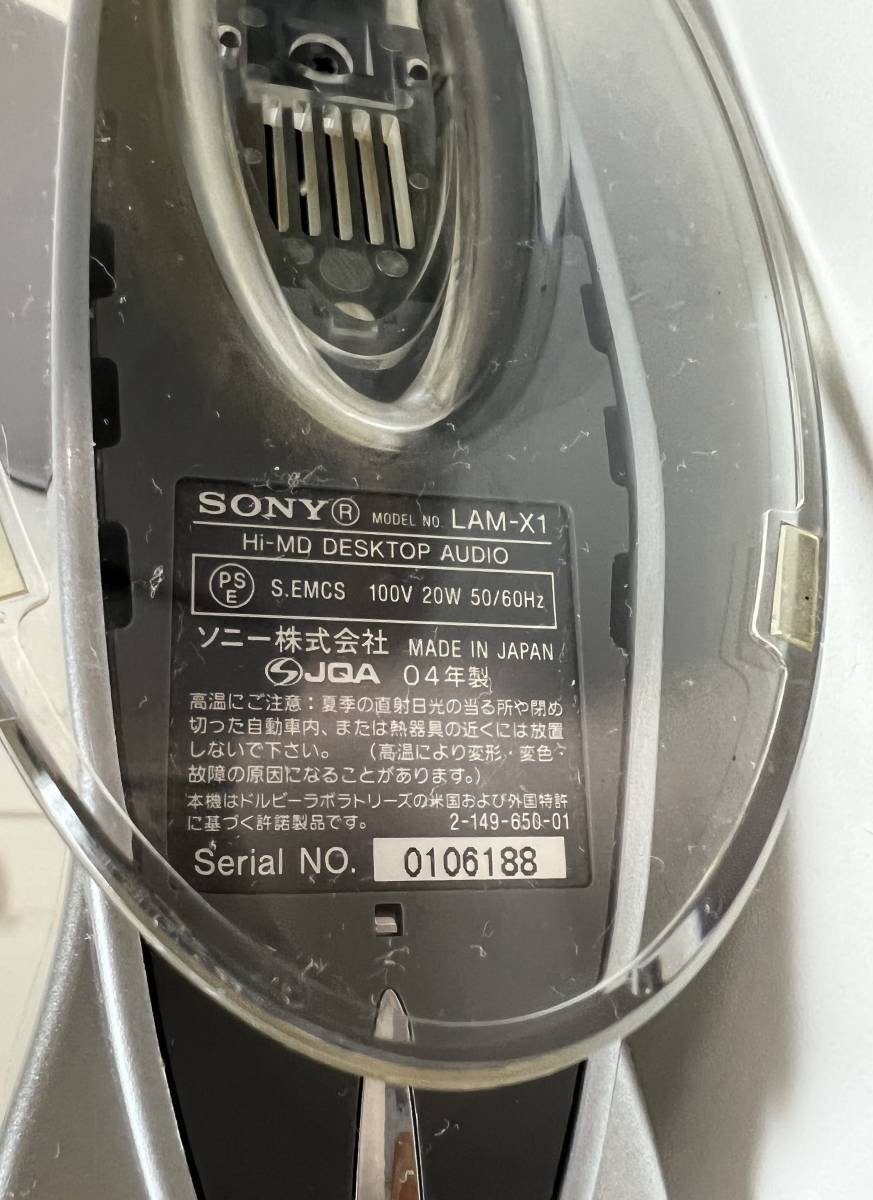 SONY® MODEL NO. LAM-X1
Hi-MD DESKTOP AUDIO
PS E S.EMCS 100V 20W 50/60Hz
ソニー株式会社 MADE IN JAPAN
JQA 04年製
高温にご注意：夏季の直射日光の当る所や閉め
切った自動車内、または熱器具の近くには放置
しないで下さい。（高温により変形・変色・
故障の原因になることがあります。）
本機はドルビーラボラトリーズの米国および外国特許
に基づく許諾製品です。 2-149-650-01
Serial NO. 0106188